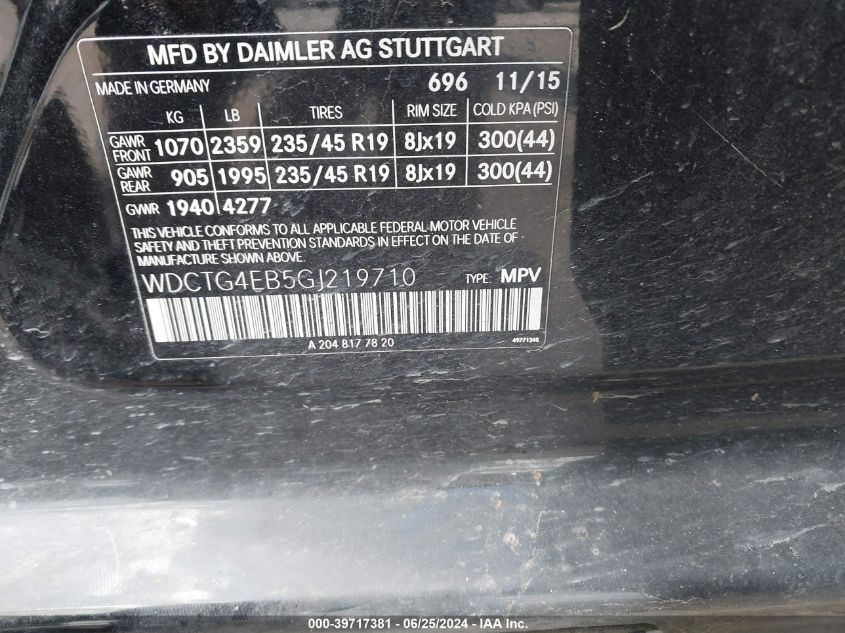 MFD BY DAIMLER AG STUTTGART
MADE IN GERMANY 696 11/15
KG LB TIRES RIM SIZE COLD KPA (PSI)
GAWR FRONT 1070 2359 235/45 R19 8Jx19 300(44)
GAWR REAR 905 1995 235/45 R19 8Jx19 300(44)
GVWR 1940 4277
THIS VEHICLE CONFORMS TO ALL APPLICABLE FEDERAL MOTOR VEHICLE
SAFETY AND THEFT PREVENTION STANDARDS IN EFFECT ON THE DATE OF
MANUFACTURE SHOWN ABOVE.
WDCTG4EB5GJ219710 TYPE: MPV
A 204 817 78 20 49771348
000-39717381 - 06/25/2024 - IAA Inc.